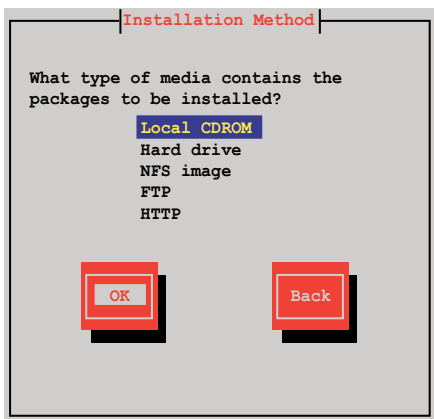 Installation Method
What type of media contains the
packages to be installed?
Local CDROM
Hard drive
NFS image
FTP
HTTP
OK Back